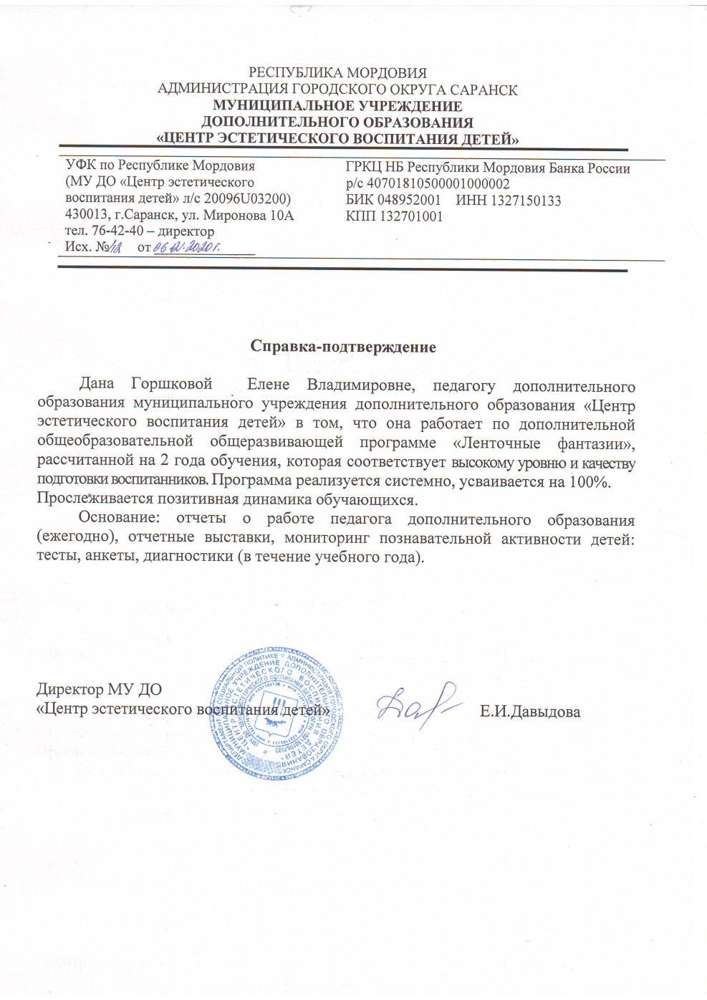 РЕСПУБЛИКА МОРДОВИЯ
АДМИНИСТРАЦИЯ ГОРОДСКОГО ОКРУГА САРАНСК
МУНИЦИПАЛЬНОЕ УЧРЕЖДЕНИЕ
ДОПОЛНИТЕЛЬНОГО ОБРАЗОВАНИЯ
«ЦЕНТР ЭСТЕТИЧЕСКОГО ВОСПИТАНИЯ ДЕТЕЙ»
УФК по Республике Мордовия
(МУ ДО «Центр эстетического
воспитания детей» л/с 20096U03200)
430013, г.Саранск, ул. Миронова 10А
тел. 76-42-40 – директор
Исх. № от 2020г.
ГРКЦ НБ Республики Мордовия Банка России
р/с 40701810500001000002
БИК 048952001 ИНН 1327150133
КПП 132701001
Справка-подтверждение
Дана Горшковой Елене Владимировне, педагогу дополнительного
образования муниципального учреждения дополнительного образования «Центр
эстетического воспитания детей» в том, что она работает по дополнительной
общеобразовательной общеразвивающей программе «Ленточные фантазии»,
рассчитанной на 2 года обучения, которая соответствует высокому уровню и качеству
подготовки воспитанников. Программа реализуется системно, усваивается на 100%.
Прослеживается позитивная динамика обучающихся.
Основание: отчеты о работе педагога дополнительного образования
(ежегодно), отчетные выставки, мониторинг познавательной активности детей:
тесты, анкеты, диагностики (в течение учебного года).
Директор МУ ДО
«Центр эстетического воспитания детей»
Е.И.Давыдова